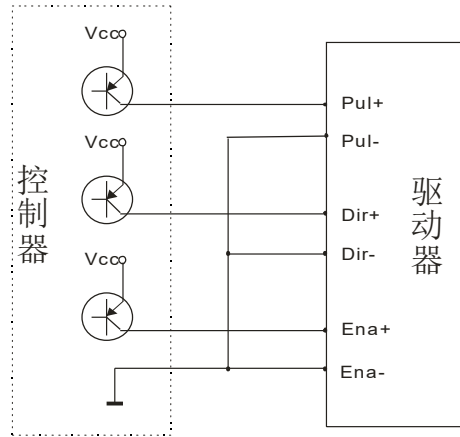 Vcc
Pul+
Pul-
Vcc
控制器
驱动器
Dir+
Dir-
Vcc
Ena+
Ena-